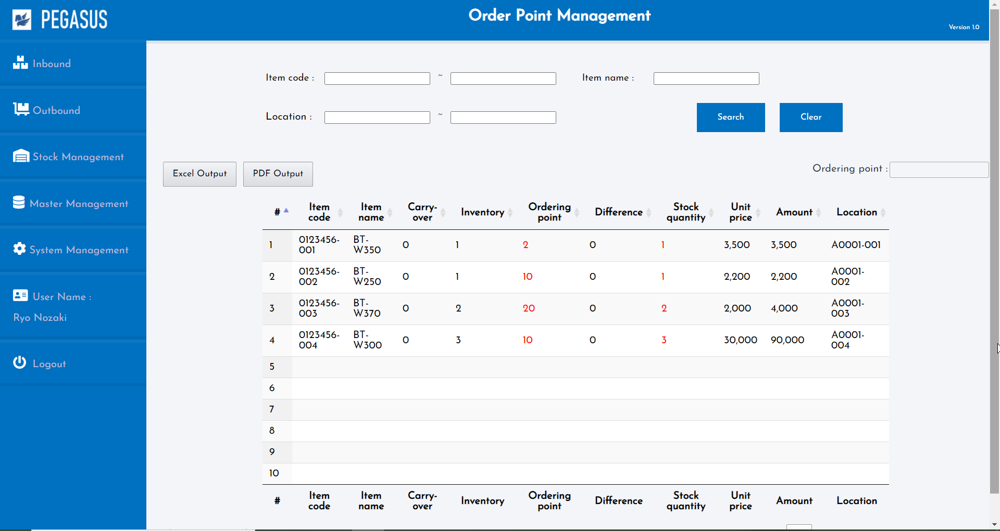 PEGASUS
Order Point Management
Version 1.0
Inbound
Outbound
Stock Management
Master Management
System Management
User Name :
Ryo Nozaki
Logout
Item code : ~ Item name :
Location : ~ Search Clear
Excel Output PDF Output Ordering point :
# Item code Item name Carry-over Inventory Ordering point Difference Stock quantity Unit price Amount Location
1 0123456-001 BT-W350 0 1 2 0 1 3,500 3,500 A0001-001
2 0123456-002 BT-W250 0 1 10 0 1 2,200 2,200 A0001-002
3 0123456-003 BT-W370 0 2 20 0 2 2,000 4,000 A0001-003
4 0123456-004 BT-W300 0 3 10 0 3 30,000 90,000 A0001-004
5
6
7
8
9
10
# Item code Item name Carry-over Inventory Ordering point Difference Stock quantity Unit price Amount Location